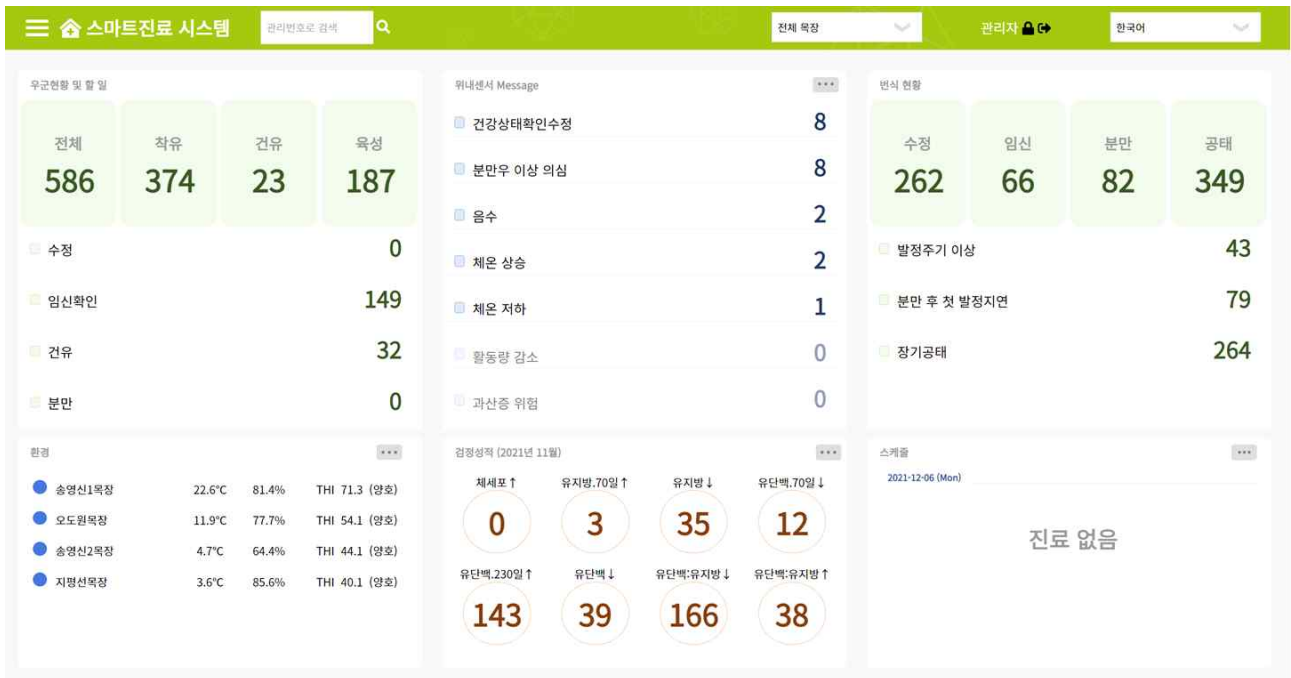 스마트진료 시스템 관리번호로 검색 전체 목장 관리자 한국어
우군현황 및 할 일
전체 착유 건유 육성
586 374 23 187
수정 0
임신확인 149
건유 32
분만 0
위내센서 Message
건강상태확인수정 8
분만우 이상 의심 8
음수 2
체온 상승 2
체온 저하 1
활동량 감소 0
과산증 위험 0
번식 현황
수정 임신 분만 공태
262 66 82 349
발정주기 이상 43
분만 후 첫 발정지연 79
장기공태 264
환경
송영신1목장 22.6°C 81.4% THI 71.3 (양호)
오도원목장 11.9°C 77.7% THI 54.1 (양호)
송영신2목장 4.7°C 64.4% THI 44.1 (양호)
지평선목장 3.6°C 85.6% THI 40.1 (양호)
검정성적 (2021년 11월)
체세포↑ 유지방.70일↑ 유지방↓ 유단백.70일↓
0 3 35 12
유단백.230일↑ 유단백↓ 유단백:유지방↓ 유단백:유지방↑
143 39 166 38
스케줄
2021-12-06 (Mon)
진료 없음